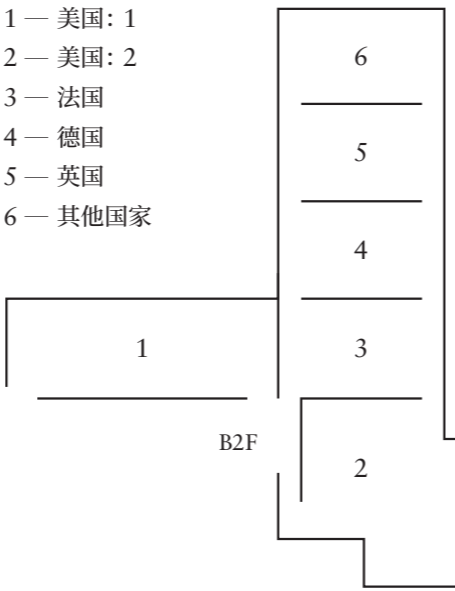 1 — 美国：1
2 — 美国：2
3 — 法国
4 — 德国
5 — 英国
6 — 其他国家
6
5
4
1
3
B2F
2